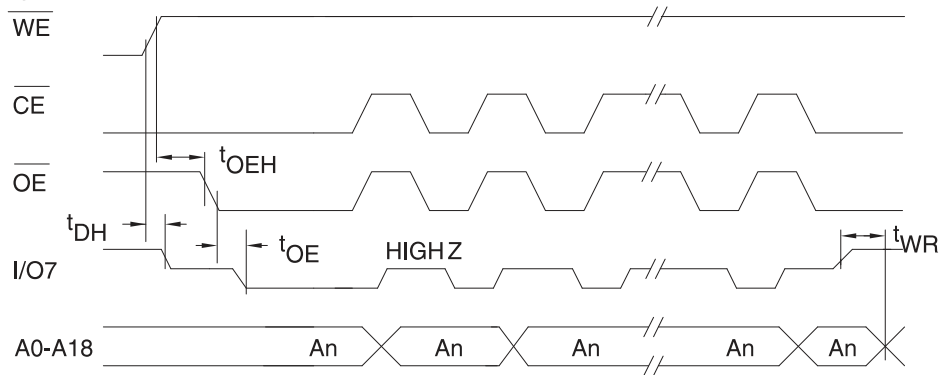 WE
CE
OE
tOEH
tDH
tOE
HIGH Z
tWR
I/O7
A0-A18
An An An An An